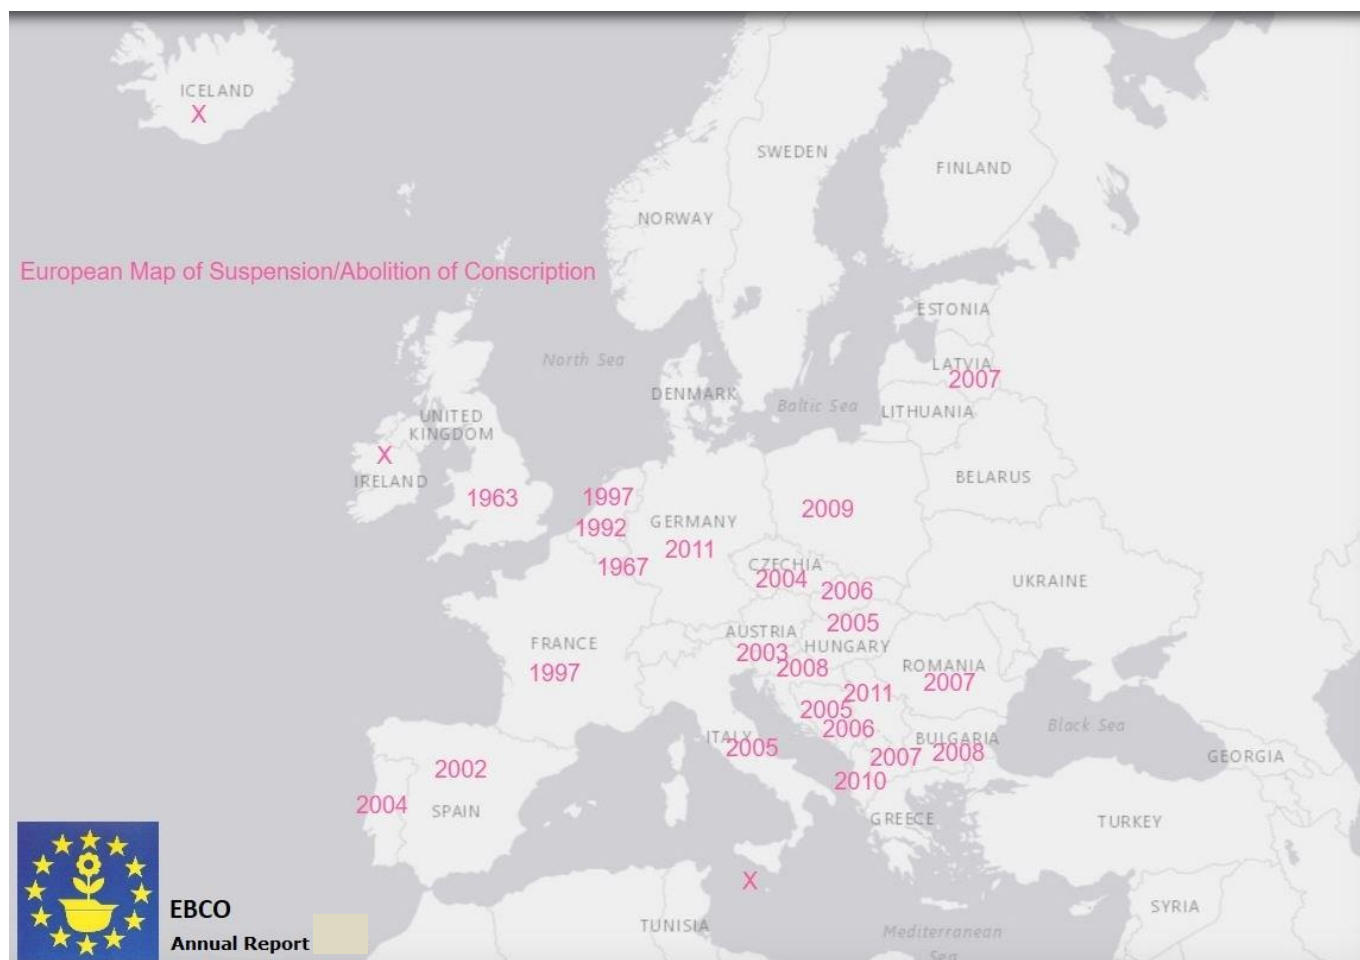 ICELAND
X
SWEDEN
FINLAND
NORWAY
European Map of Suspension/Abolition of Conscription
ESTONIA
North Sea
LATVIA
2007
DENMARK
Baltic Sea
LITHUANIA
UNITED
KINGDOM
X
IRELAND
BELARUS
1963
1997
2009
GERMANY
1992
2011
1967
CZECHIA
2004
2006
UKRAINE
2005
AUSTRIA
FRANCE
HUNGARY
2003
2008
ROMANIA
1997
2007
2011
2005
2006
Black Sea
ITALY
2005
BULGARIA
2007
2008
GEORGIA
2002
2010
2004
SPAIN
GREECE
TURKEY
X
SYRIA
EBCO
TUNISIA
Mediterranean
Sea
Annual Report